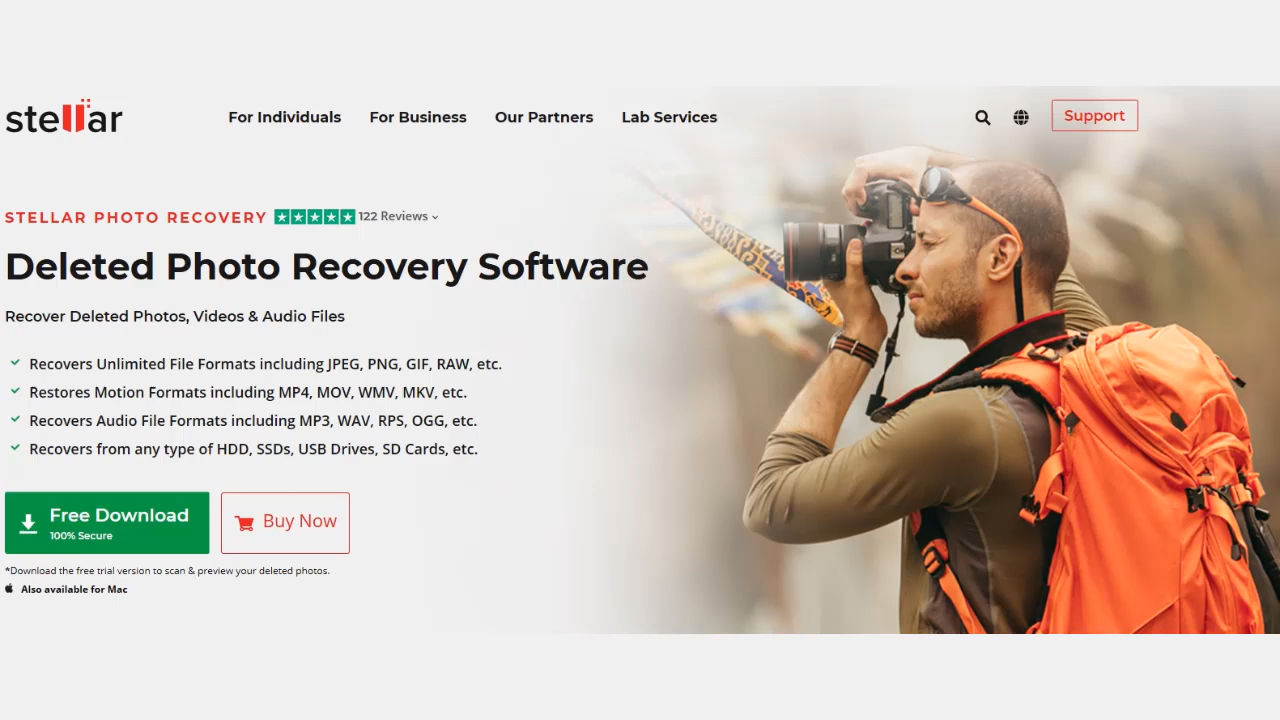 stellar
For Individuals For Business Our Partners Lab Services
Support
STELLAR PHOTO RECOVERY 122 Reviews
Deleted Photo Recovery Software
Recover Deleted Photos, Videos & Audio Files
Recovers Unlimited File Formats including JPEG, PNG, GIF, RAW, etc.
Restores Motion Formats including MP4, MOV, WMV, MKV, etc.
Recovers Audio File Formats including MP3, WAV, RPS, OGG, etc.
Recovers from any type of HDD, SSDs, USB Drives, SD Cards, etc.
Free Download
100% Secure
Buy Now
*Download the free trial version to scan & preview your deleted photos.
Also available for Mac